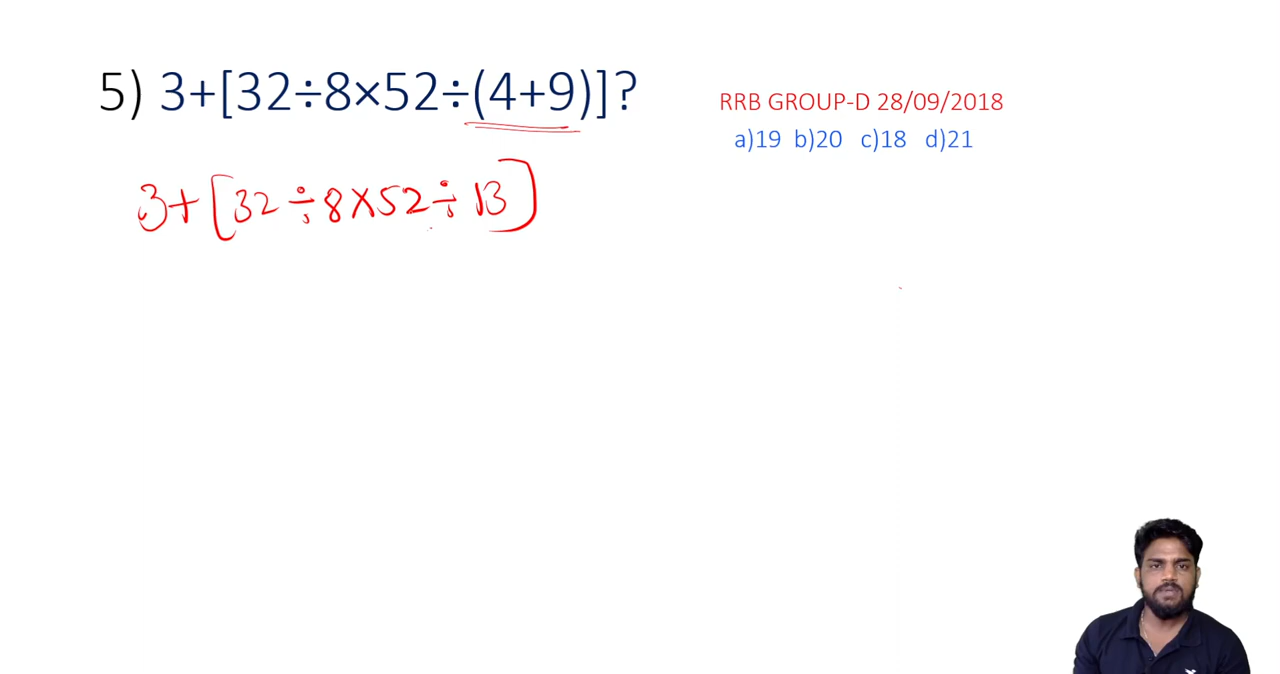 5) 3+[32÷8×52÷(4+9)]?
RRB GROUP-D 28/09/2018
a)19 b)20 c)18 d)21
3+[32÷8×52÷13]